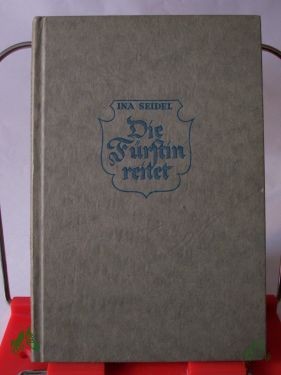 INA SEIDEL
Die
Fürstin
reitet